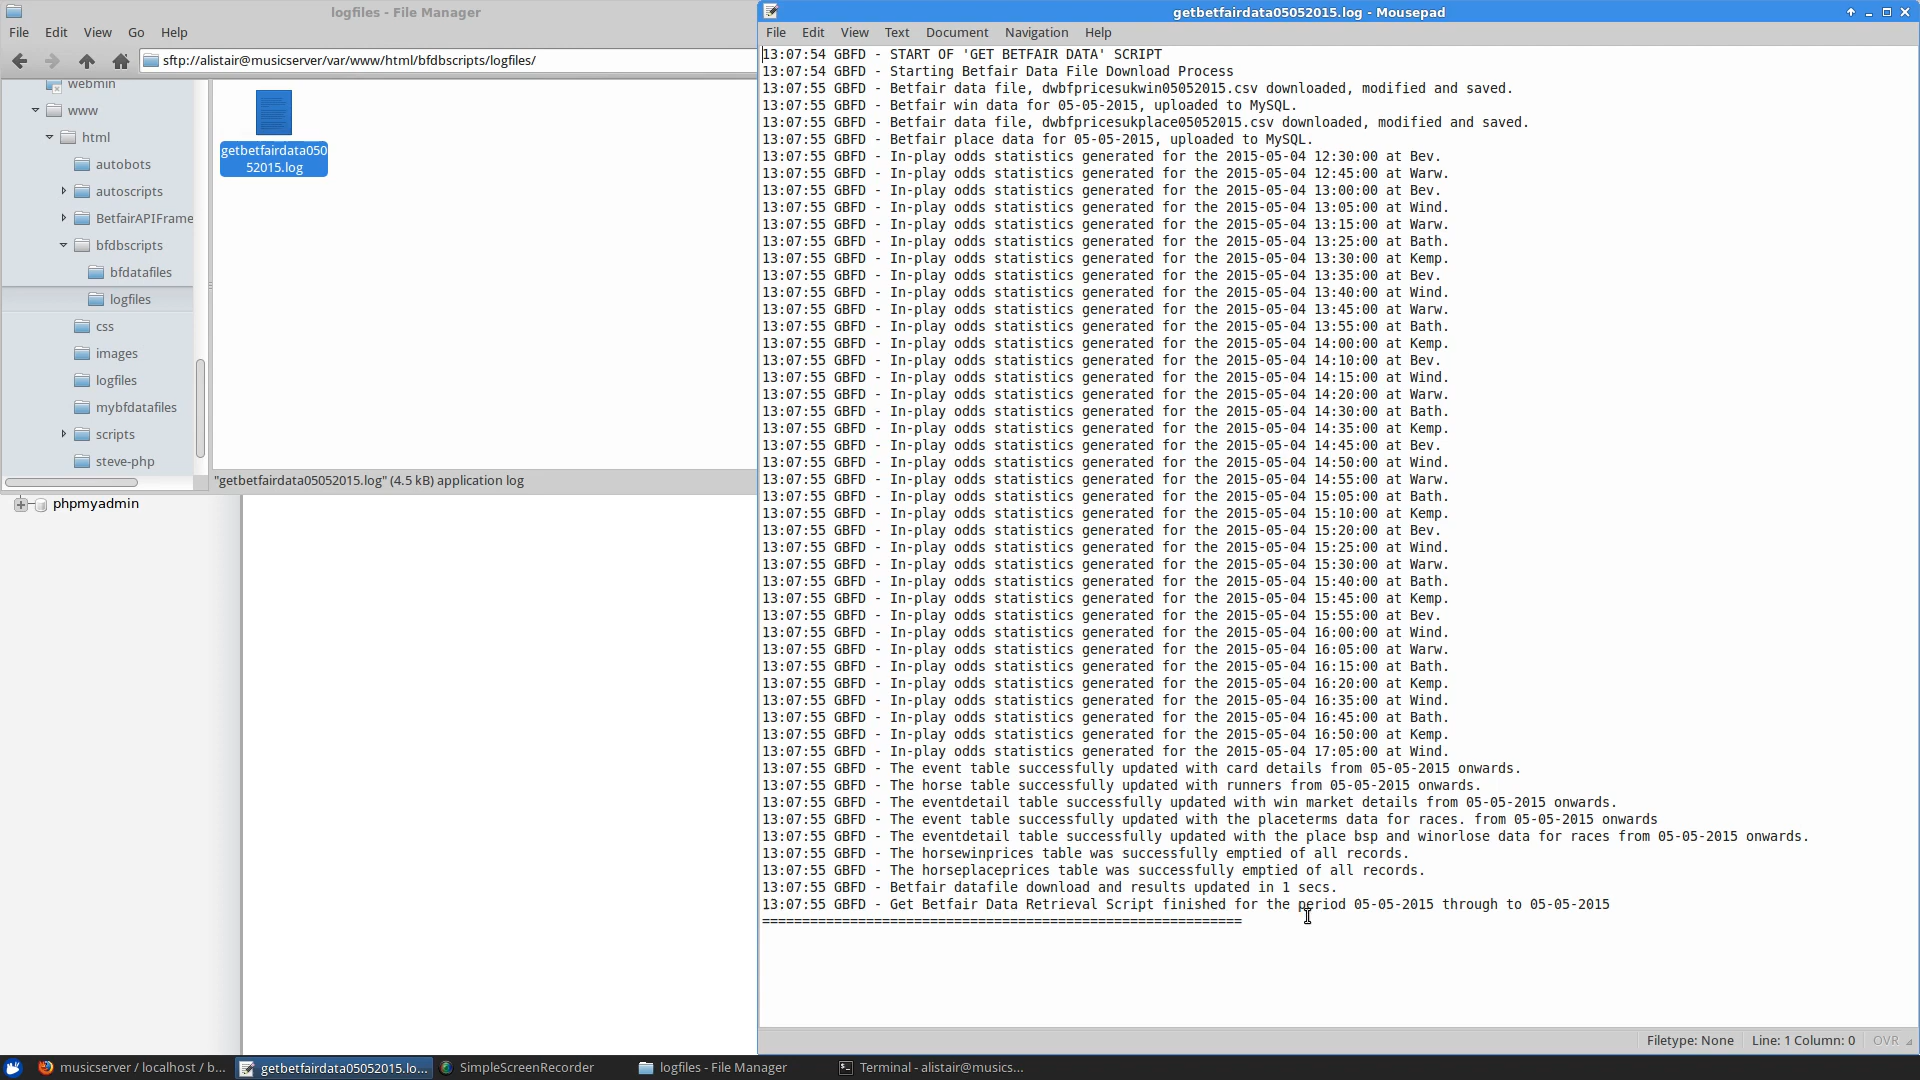 logfiles - File Manager
File Edit View Go Help
sftp://alistair@musicserver/var/www/html/bfdbscripts/logfiles/
webmin
www
html
autobots
autoscripts
BetfairAPIFrame
bfdbscripts
bfdatafiles
logfiles
css
images
logfiles
mybfdatafiles
scripts
steve-php
getbetfairdata050
52015.log
"getbetfairdata05052015.log" (4.5 kB) application log
phpmyadmin
getbetfairdata05052015.log - Mousepad
File Edit View Text Document Navigation Help
13:07:54 GBFD - START OF 'GET BETFAIR DATA' SCRIPT
13:07:54 GBFD - Starting Betfair Data File Download Process
13:07:55 GBFD - Betfair data file, dwbfpricesukwin05052015.csv downloaded, modified and saved.
13:07:55 GBFD - Betfair win data for 05-05-2015, uploaded to MySQL.
13:07:55 GBFD - Betfair data file, dwbfpricesukplace05052015.csv downloaded, modified and saved.
13:07:55 GBFD - Betfair place data for 05-05-2015, uploaded to MySQL.
13:07:55 GBFD - In-play odds statistics generated for the 2015-05-04 12:30:00 at Bev.
13:07:55 GBFD - In-play odds statistics generated for the 2015-05-04 12:45:00 at Warw.
13:07:55 GBFD - In-play odds statistics generated for the 2015-05-04 13:00:00 at Bev.
13:07:55 GBFD - In-play odds statistics generated for the 2015-05-04 13:05:00 at Wind.
13:07:55 GBFD - In-play odds statistics generated for the 2015-05-04 13:15:00 at Warw.
13:07:55 GBFD - In-play odds statistics generated for the 2015-05-04 13:25:00 at Bath.
13:07:55 GBFD - In-play odds statistics generated for the 2015-05-04 13:30:00 at Kemp.
13:07:55 GBFD - In-play odds statistics generated for the 2015-05-04 13:35:00 at Bev.
13:07:55 GBFD - In-play odds statistics generated for the 2015-05-04 13:40:00 at Wind.
13:07:55 GBFD - In-play odds statistics generated for the 2015-05-04 13:45:00 at Warw.
13:07:55 GBFD - In-play odds statistics generated for the 2015-05-04 13:55:00 at Bath.
13:07:55 GBFD - In-play odds statistics generated for the 2015-05-04 14:00:00 at Kemp.
13:07:55 GBFD - In-play odds statistics generated for the 2015-05-04 14:10:00 at Bev.
13:07:55 GBFD - In-play odds statistics generated for the 2015-05-04 14:15:00 at Wind.
13:07:55 GBFD - In-play odds statistics generated for the 2015-05-04 14:20:00 at Warw.
13:07:55 GBFD - In-play odds statistics generated for the 2015-05-04 14:30:00 at Bath.
13:07:55 GBFD - In-play odds statistics generated for the 2015-05-04 14:35:00 at Kemp.
13:07:55 GBFD - In-play odds statistics generated for the 2015-05-04 14:45:00 at Bev.
13:07:55 GBFD - In-play odds statistics generated for the 2015-05-04 14:50:00 at Wind.
13:07:55 GBFD - In-play odds statistics generated for the 2015-05-04 14:55:00 at Warw.
13:07:55 GBFD - In-play odds statistics generated for the 2015-05-04 15:05:00 at Bath.
13:07:55 GBFD - In-play odds statistics generated for the 2015-05-04 15:10:00 at Kemp.
13:07:55 GBFD - In-play odds statistics generated for the 2015-05-04 15:20:00 at Bev.
13:07:55 GBFD - In-play odds statistics generated for the 2015-05-04 15:25:00 at Wind.
13:07:55 GBFD - In-play odds statistics generated for the 2015-05-04 15:30:00 at Warw.
13:07:55 GBFD - In-play odds statistics generated for the 2015-05-04 15:40:00 at Bath.
13:07:55 GBFD - In-play odds statistics generated for the 2015-05-04 15:45:00 at Kemp.
13:07:55 GBFD - In-play odds statistics generated for the 2015-05-04 15:55:00 at Bev.
13:07:55 GBFD - In-play odds statistics generated for the 2015-05-04 16:00:00 at Wind.
13:07:55 GBFD - In-play odds statistics generated for the 2015-05-04 16:05:00 at Warw.
13:07:55 GBFD - In-play odds statistics generated for the 2015-05-04 16:15:00 at Bath.
13:07:55 GBFD - In-play odds statistics generated for the 2015-05-04 16:20:00 at Kemp.
13:07:55 GBFD - In-play odds statistics generated for the 2015-05-04 16:35:00 at Wind.
13:07:55 GBFD - In-play odds statistics generated for the 2015-05-04 16:45:00 at Bath.
13:07:55 GBFD - In-play odds statistics generated for the 2015-05-04 16:50:00 at Kemp.
13:07:55 GBFD - In-play odds statistics generated for the 2015-05-04 17:05:00 at Wind.
13:07:55 GBFD - The event table successfully updated with card details from 05-05-2015 onwards.
13:07:55 GBFD - The horse table successfully updated with runners from 05-05-2015 onwards.
13:07:55 GBFD - The eventdetail table successfully updated with win market details from 05-05-2015 onwards.
13:07:55 GBFD - The event table successfully updated with the placeterms data for races. from 05-05-2015 onwards
13:07:55 GBFD - The eventdetail table successfully updated with the place bsp and winorlose data for races from 05-05-2015 onwards.
13:07:55 GBFD - The horsewinprices table was successfully emptied of all records.
13:07:55 GBFD - The horseplaceprices table was successfully emptied of all records.
13:07:55 GBFD - Betfair datafile download and results updated in 1 secs.
13:07:55 GBFD - Get Betfair Data Retrieval Script finished for the period 05-05-2015 through to 05-05-2015
============================================================
Filetype: None Line: 1 Column: 0 OVR
musicserver / localhost / b... getbetfairdata05052015.lo... SimpleScreenRecorder logfiles - File Manager Terminal - alistair@musics...